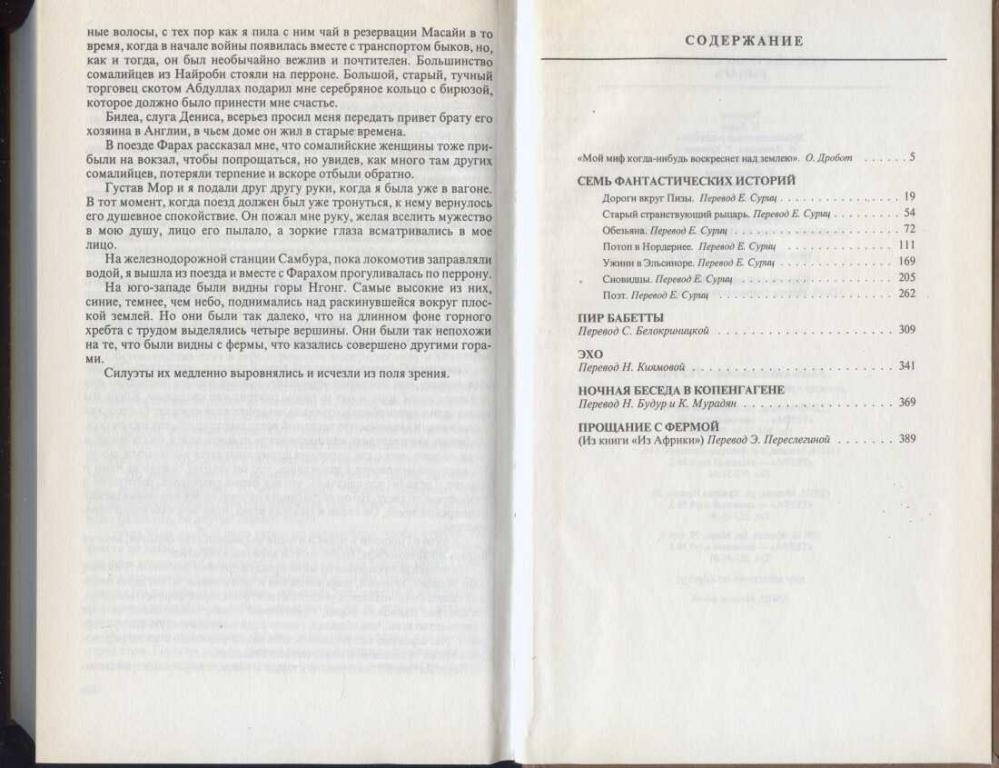 ные волосы, с тех пор как я пила с ним чай в резервации Масайи в то
время, когда в начале войны появилась вместе с транспортом быков, но,
как и тогда, он был необычайно вежлив и почтителен. Большинство
сомалийцев из Найроби стояли на перроне. Большой, старый, тучный
торговец скотом Абдуллах подарил мне серебряное кольцо с бирюзой,
которое должно было принести мне счастье.
Билеа, слуга Дениса, всерьез просил меня передать привет брату его
хозяина в Англии, в чьем доме он жил в старые времена.
В поезде Фарах рассказал мне, что сомалийские женщины тоже при-
были на вокзал, чтобы попрощаться, но увидев, как много там других
сомалийцев, потеряли терпение и вскоре отбыли обратно.
Густав Мор и я подали друг другу руки, когда я была уже в вагоне.
В тот момент, когда поезд должен был уже тронуться, к нему вернулось
его душевное спокойствие. Он пожал мне руку, желая вселить мужество
в мою душу, лицо его пылало, а зоркие глаза всматривались в мое
лицо.
На железнодорожной станции Самбура, пока локомотив заправляли
водой, я вышла из поезда и вместе с Фарахом прогуливалась по перрону.
На юго-западе были видны горы Нгонг. Самые высокие из них,
синие, темнее, чем небо, поднимались над раскинувшейся вокруг плос-
кой землей. Но они были так далеко, что на длинном фоне горного
хребта с трудом выделялись четыре вершины. Они были так непохожи
на те, что были видны с фермы, что казались совершено другими гора-
ми.
Силуэты их медленно выровнялись и исчезли из поля зрения.
СОДЕРЖАНИЕ
«Мой миф когда-нибудь воскреснет над землею». О. Дробот . . . . . . 5
СЕМЬ ФАНТАСТИЧЕСКИХ ИСТОРИЙ
Дороги вкруг Пизы. Перевод Е. Суриц . . . . . . . . . . . . . . . 19
Старый странствующий рыцарь. Перевод Е. Суриц . . . . . . . . 54
Обезьяна. Перевод Е. Суриц . . . . . . . . . . . . . . . . . . . . 72
Потоп в Нордернее. Перевод Е. Суриц . . . . . . . . . . . . . . 111
Ужин в Эльсиноре. Перевод Е. Суриц . . . . . . . . . . . . . . 169
Сновидцы. Перевод Е. Суриц . . . . . . . . . . . . . . . . . . . 205
Поэт. Перевод Е. Суриц . . . . . . . . . . . . . . . . . . . . . . 262
ПИР БАБЕТТЫ
Перевод С. Белокриницкой . . . . . . . . . . . . . . . . . . . . . . 309
ЭХО
Перевод Н. Киямовой . . . . . . . . . . . . . . . . . . . . . . . . . 341
НОЧНАЯ БЕСЕДА В КОПЕНГАГЕНЕ
Перевод Н. Будур и К. Мурадян . . . . . . . . . . . . . . . . . . . 369
ПРОЩАНИЕ С ФЕРМОЙ
(Из книги «Из Африки») Перевод Э. Переслегиной . . . . . . . 389